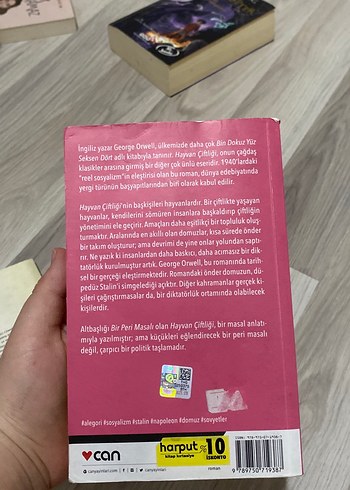 İngiliz yazar George Orwell, ülkemizde daha çok Bin Dokuz Yüz
Seksen Dört adlı kitabıyla tanınır. Hayvan Çiftliği, onun çağdaş
klasikler arasına girmiş bir diğer çok ünlü eseridir. 1940'lardaki
"reel sosyalizm"in eleştirisi olan bu roman, dünya edebiyatında
yergi türünün başyapıtlarından biri olarak kabul edilir.
Hayvan Çiftliği'nin başkişileri hayvanlardır. Bir çiftlikte yaşayan
hayvanlar, kendilerini sömüren insanlara başkaldırıp çiftliğin
yönetimini ele geçirir. Amaçları daha eşitlikçi bir topluluk oluş-
turmaktır. Aralarında en akıllı olan domuzlar, kısa sürede önder
bir takım oluşturur; ama devrimi de yine onlar yolundan saptı-
rır. Ne yazık ki insanlardan daha baskıcı, daha acımasız bir dik-
tatörlük kurulmuştur artık. George Orwell, bu romanında tarih-
sel bir gerçeği eleştirmektedir. Romandaki önder domuzun, dü-
pedüz Stalin'i simgelediği açıktır. Diğer kahramanlar gerçek ki-
şileri çağrıştırmasalar da, bir diktatörlük ortamında olabilecek
kişilerdir.
Altbaşlığı Bir Peri Masalı olan Hayvan Çiftliği, bir masal anlatı-
mıyla yazılmıştır; ama küçükleri eğlendirecek bir peri masalı
değil, çarpıcı bir politik taşlamadır.
#alegori #sosyalizm #stalin #napoleon #domuz #sovyetler
can
canyayinlari.com
canyayinlari
harput
kitap kırtasiye
%10
İSKONTO
roman
9 789750 719387